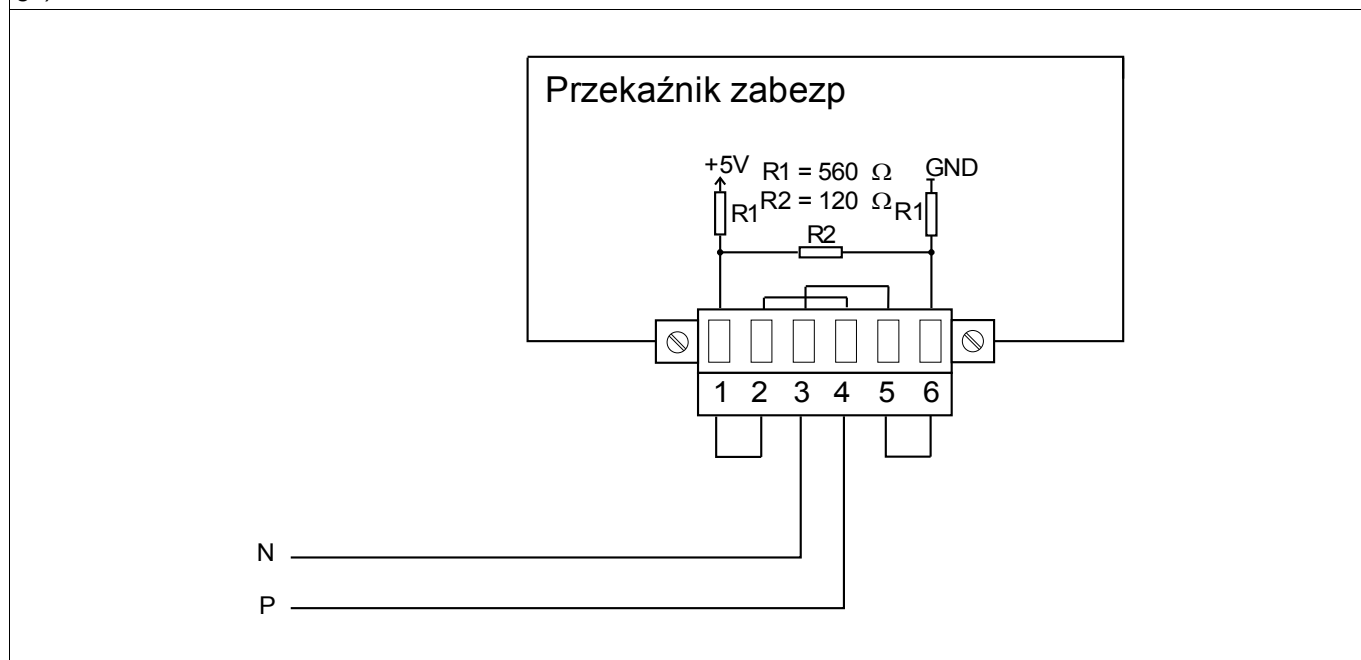 Przekaźnik zabezp
+5V R1 = 560 Ω GND
R1 R2 = 120 Ω R1
R2
1 2 3 4 5 6
N
P